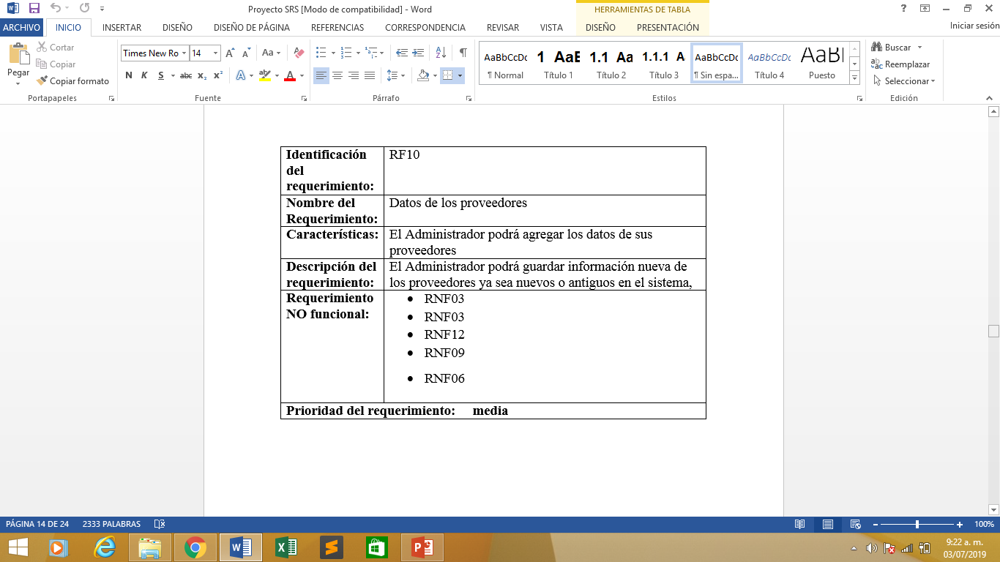 Proyecto SRS [Modo de compatibilidad] - Word
HERRAMIENTAS DE TABLA
?
ARCHIVO INICIO INSERTAR DISEÑO DISEÑO DE PÁGINA REFERENCIAS CORRESPONDENCIA REVISAR VISTA DISEÑO PRESENTACIÓN Iniciar sesión
Pegar
Cortar
Copiar
Copiar formato
Portapapeles
Times New Ro 14
N K S abc x₂ x²
Fuente
Párrafo
AaBbCcDc 1 AaE 1.1 Aa 1.1.1 A AaBbCcDc AaBbCcDc AaBl
¶ Normal Título 1 Título 2 Título 3 ¶ Sin espa... Título 4 Puesto
Estilos
Buscar
Reemplazar
Seleccionar
Edición
Identificación del requerimiento: RF10
Nombre del Requerimiento: Datos de los proveedores
Características: El Administrador podrá agregar los datos de sus
proveedores
Descripción del requerimiento: El Administrador podrá guardar información nueva de
los proveedores ya sea nuevos o antiguos en el sistema,
Requerimiento NO funcional:
• RNF03
• RNF03
• RNF12
• RNF09
• RNF06
Prioridad del requerimiento: media
PÁGINA 14 DE 24 2333 PALABRAS 100%
9:22 a. m.
03/07/2019